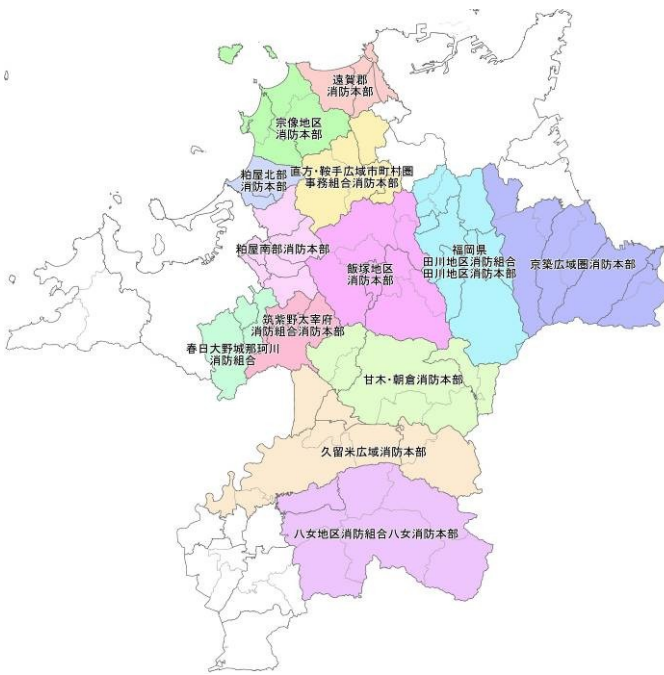 遠賀郡
消防本部
宗像地区
消防本部
粕屋北部
消防本部
直方・鞍手広域市町村圏
事務組合消防本部
粕屋南部消防本部
飯塚地区
消防本部
福岡県
田川地区消防組合
田川地区消防本部
京築広域圏消防本部
筑紫野太宰府
消防組合消防本部
春日大野城那珂川
消防組合
甘木・朝倉消防本部
久留米広域消防本部
八女地区消防組合八女消防本部